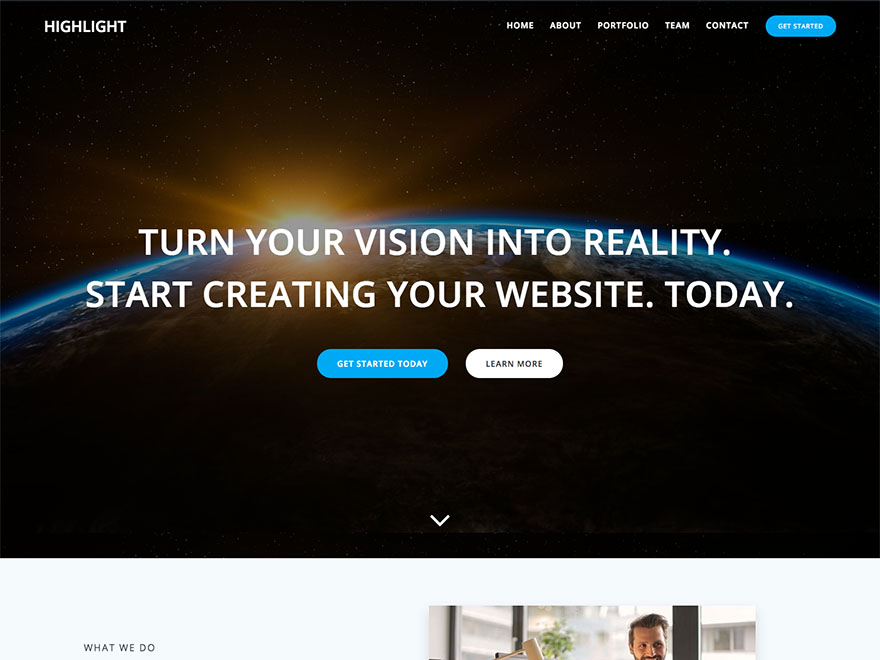 HIGHLIGHT
HOME ABOUT PORTFOLIO TEAM CONTACT GET STARTED
TURN YOUR VISION INTO REALITY.
START CREATING YOUR WEBSITE. TODAY.
GET STARTED TODAY LEARN MORE
WHAT WE DO